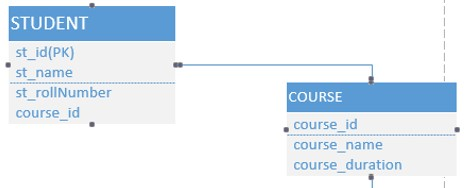 STUDENT
st_id(PK)
st_name
st_rollNumber
course_id
COURSE
course_id
course_name
course_duration